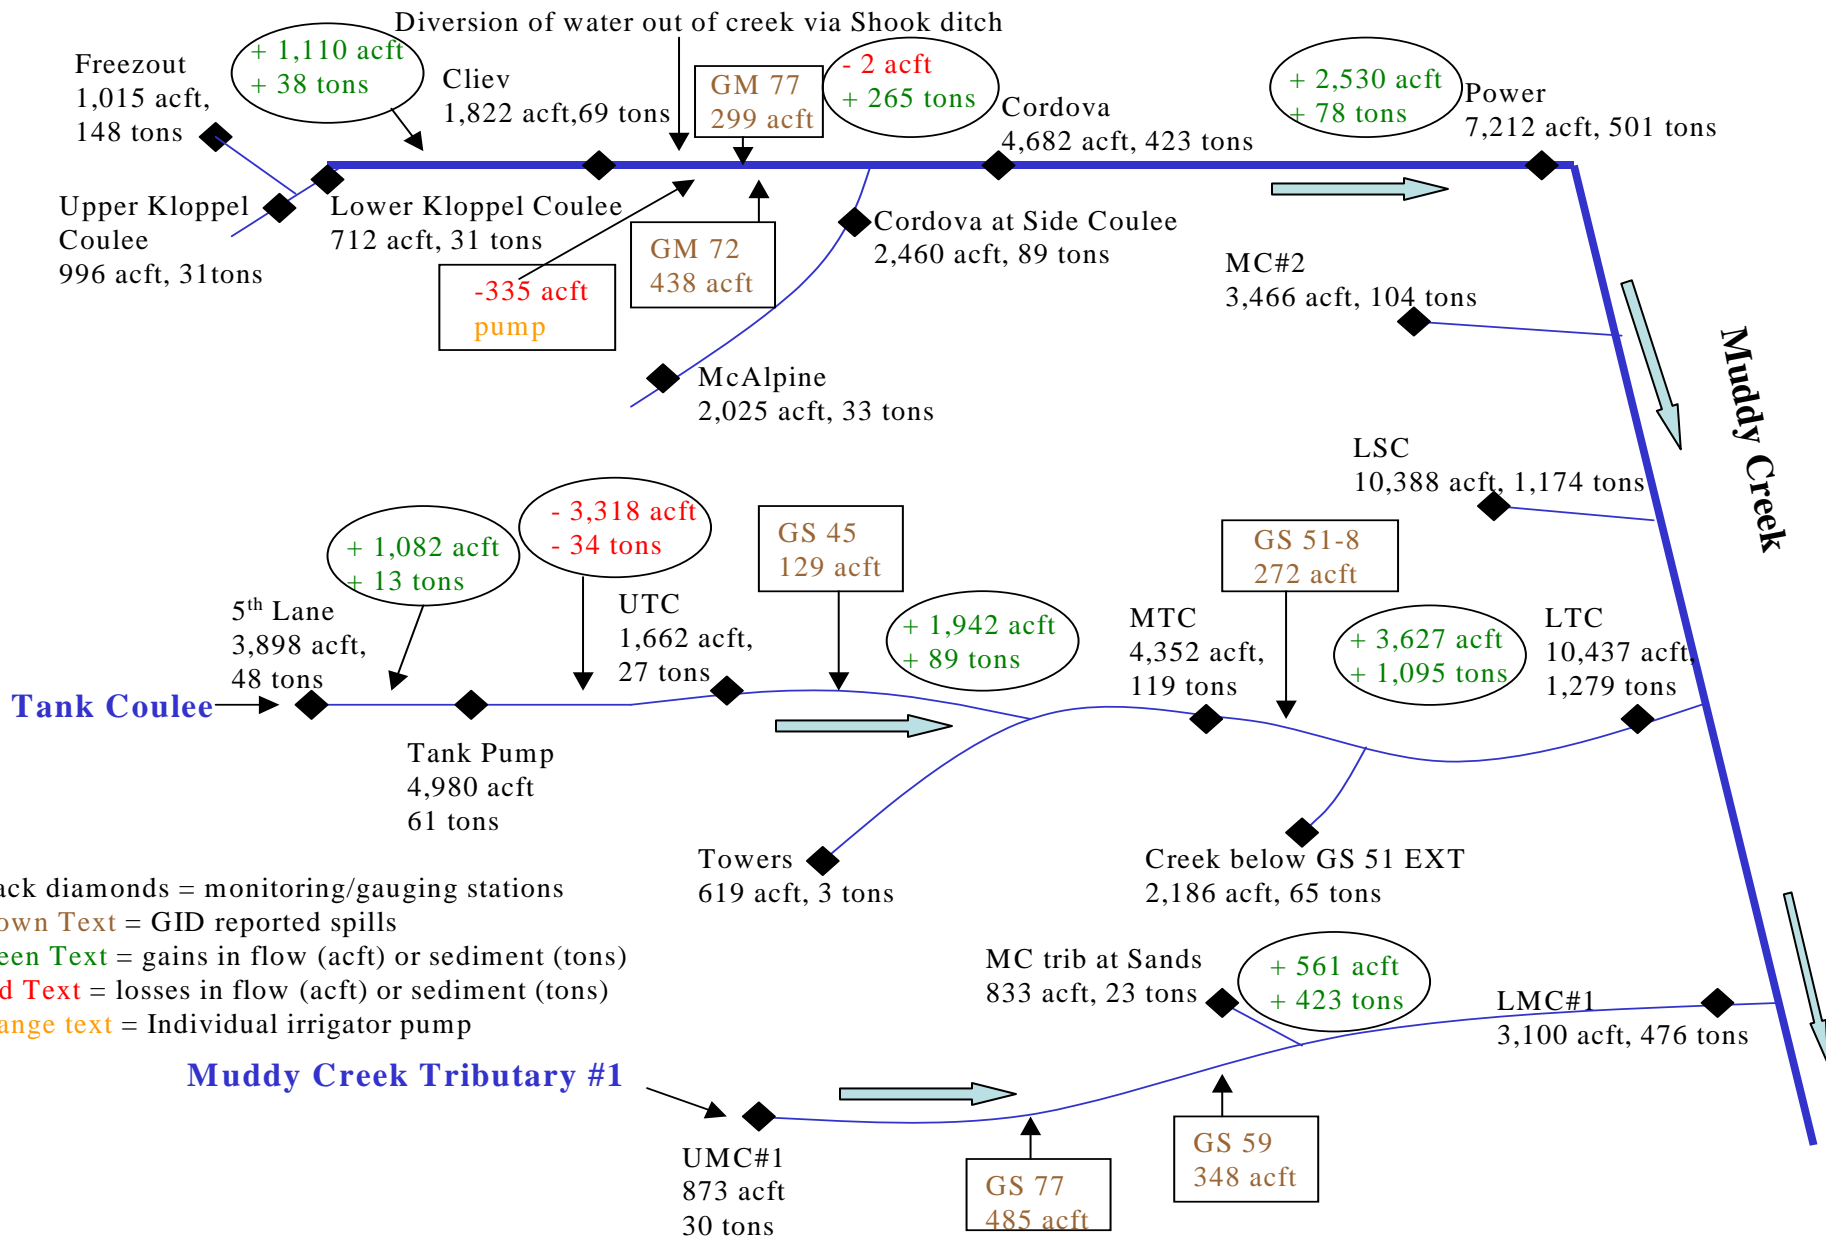 Diversion of water out of creek via Shook ditch
Freezout
1,015 acft,
148 tons
+ 1,110 acft
+ 38 tons
Cliev
1,822 acft,69 tons
GM 77
299 acft
- 2 acft
+ 265 tons
Cordova
4,682 acft, 423 tons
+ 2,530 acft
+ 78 tons
Power
7,212 acft, 501 tons
Upper Kloppel
Coulee
996 acft, 31tons
Lower Kloppel Coulee
712 acft, 31 tons
-335 acft
pump
GM 72
438 acft
Cordova at Side Coulee
2,460 acft, 89 tons
McAlpine
2,025 acft, 33 tons
MC#2
3,466 acft, 104 tons
Muddy Creek
LSC
10,388 acft, 1,174 tons
5th Lane
3,898 acft,
48 tons
+ 1,082 acft
+ 13 tons
- 3,318 acft
- 34 tons
UTC
1,662 acft,
27 tons
GS 45
129 acft
+ 1,942 acft
+ 89 tons
MTC
4,352 acft,
119 tons
GS 51-8
272 acft
+ 3,627 acft
+ 1,095 tons
LTC
10,437 acft,
1,279 tons
Tank Coulee
Tank Pump
4,980 acft
61 tons
Towers
619 acft, 3 tons
Creek below GS 51 EXT
2,186 acft, 65 tons
ack diamonds = monitoring/gauging stations
own Text = GID reported spills
een Text = gains in flow (acft) or sediment (tons)
d Text = losses in flow (acft) or sediment (tons)
ange text = Individual irrigator pump
MC trib at Sands
833 acft, 23 tons
+ 561 acft
+ 423 tons
LMC#1
3,100 acft, 476 tons
Muddy Creek Tributary #1
UMC#1
873 acft
30 tons
GS 77
485 acft
GS 59
348 acft